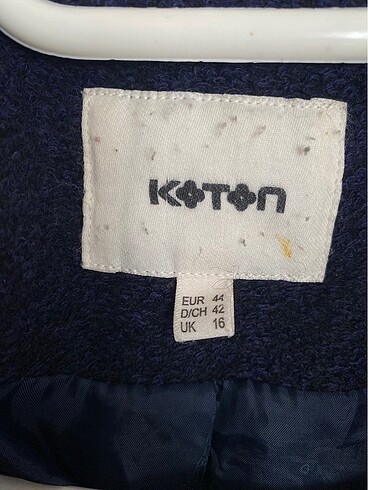 KOTON
EUR 44
D/CH 42
UK 16